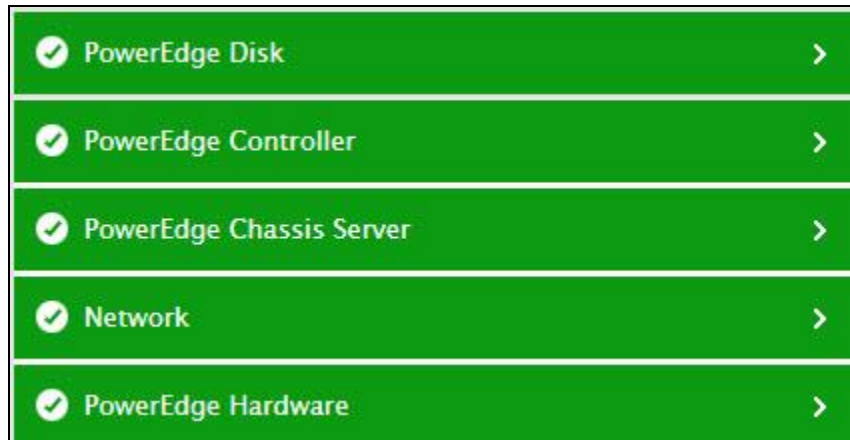 PowerEdge Disk
PowerEdge Controller
PowerEdge Chassis Server
Network
PowerEdge Hardware